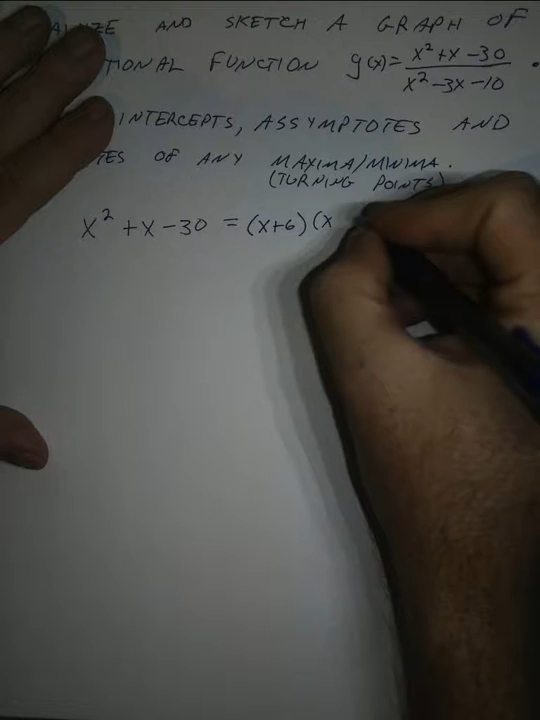 AND SKETCH A GRAPH OF
FUNCTION g(x) = (x² + x - 30)/(x² - 3x - 10).
INTERCEPTS, ASSYMPTOTES AND
OF ANY MAXIMA/MINIMA.
(TURNING POINTS)
x² + x - 30 = (x+6)(x